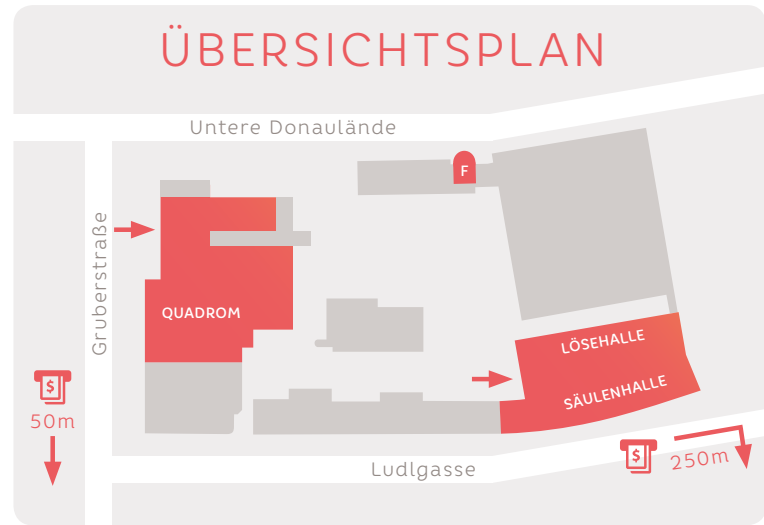 ÜBERSICHTSPLAN
Untere Donaulände
F
Gruberstraße
QUADROM
LÖSEHALLE
SÄULENHALLE
$
50m
Ludlgasse
$
250m